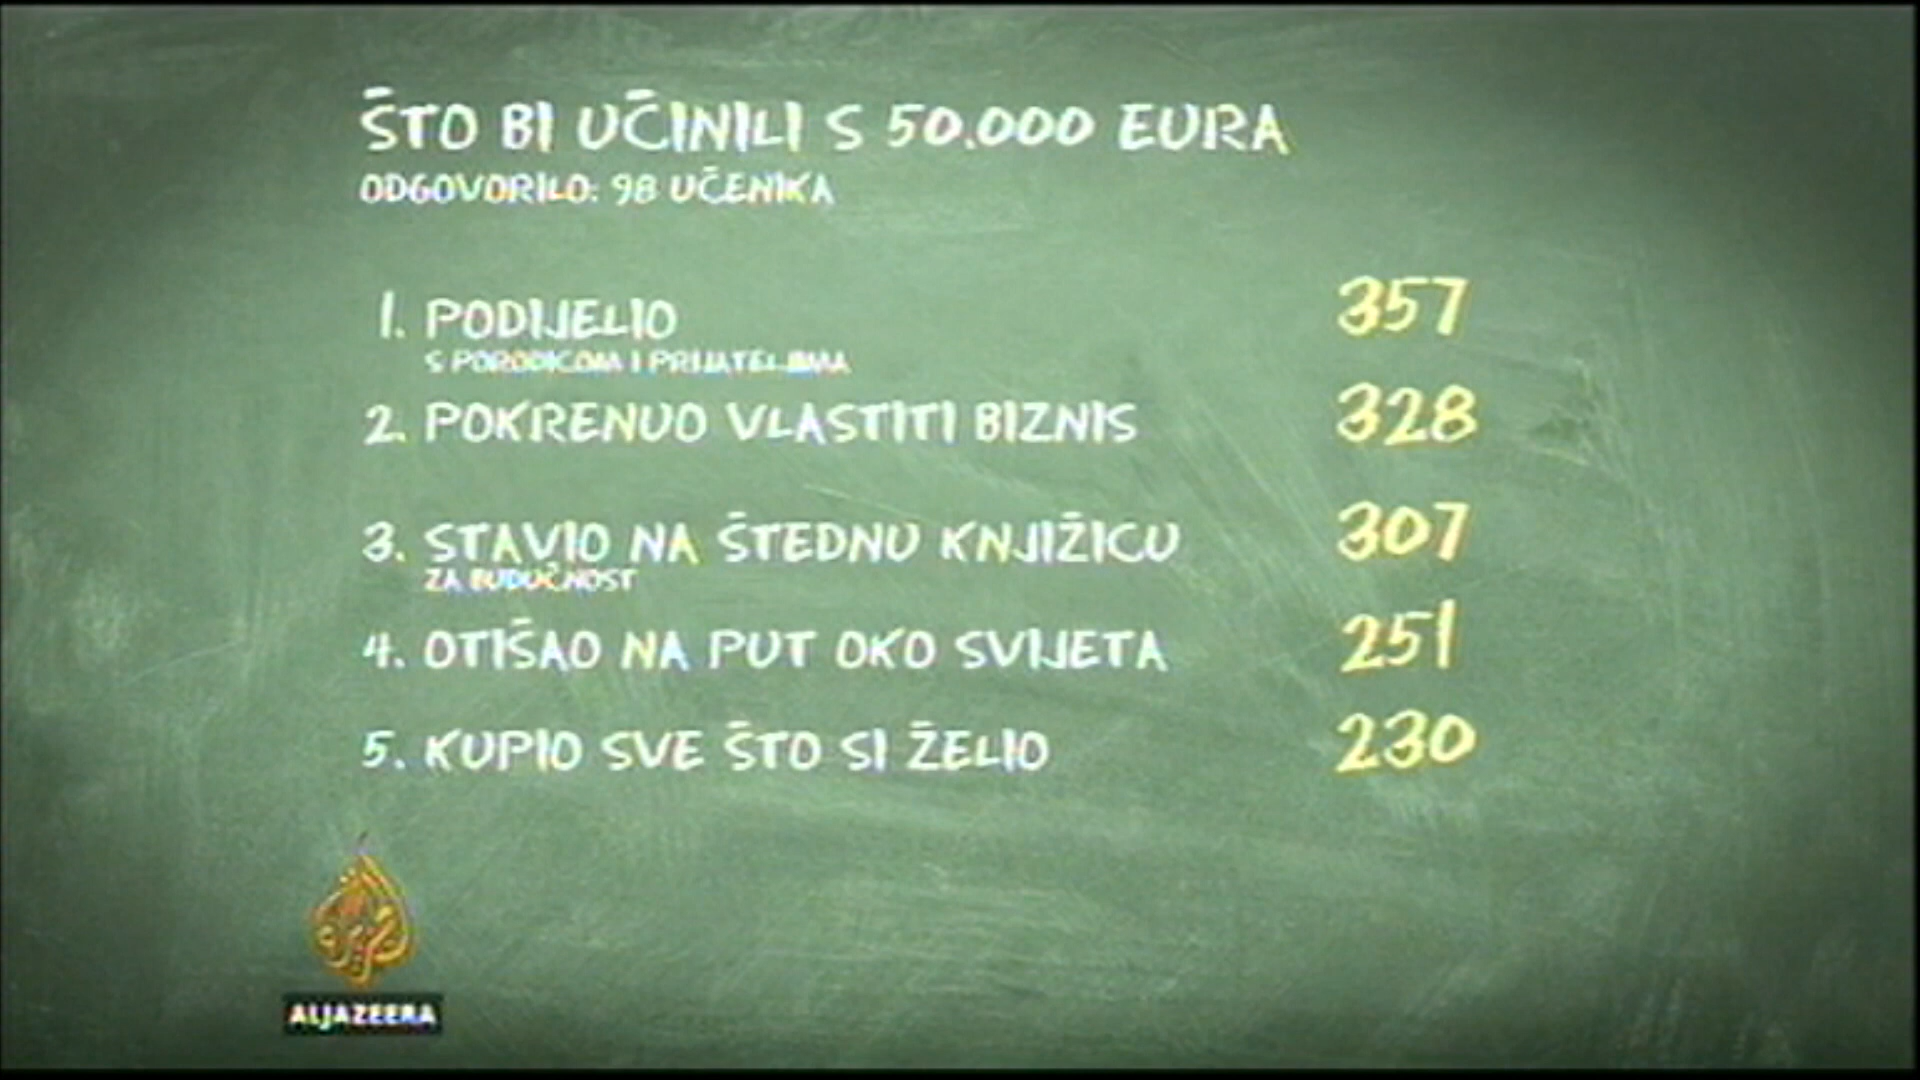 ŠTO BI UČINILI S 50.000 EURA
ODGOVORILO: 98 UČENIKA
1. PODIJELIO 357
S PORODICOM I PRIJATELJIMA
2. POKRENUO VLASTITI BIZNIS 328
3. STAVIO NA ŠTEDNU KNJIŽICU 307
ZA BUDUĆNOST
4. OTIŠAO NA PUT OKO SVIJETA 251
5. KUPIO SVE ŠTO SI ŽELIO 230
ALJAZEERA